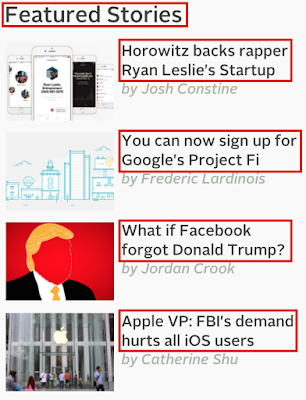 Featured Stories
Horowitz backs rapper
Ryan Leslie's Startup
by Josh Constine
You can now sign up for
Google's Project Fi
by Frederic Lardinois
What if Facebook
forgot Donald Trump?
by Jordan Crook
Apple VP: FBI's demand
hurts all iOS users
by Catherine Shu